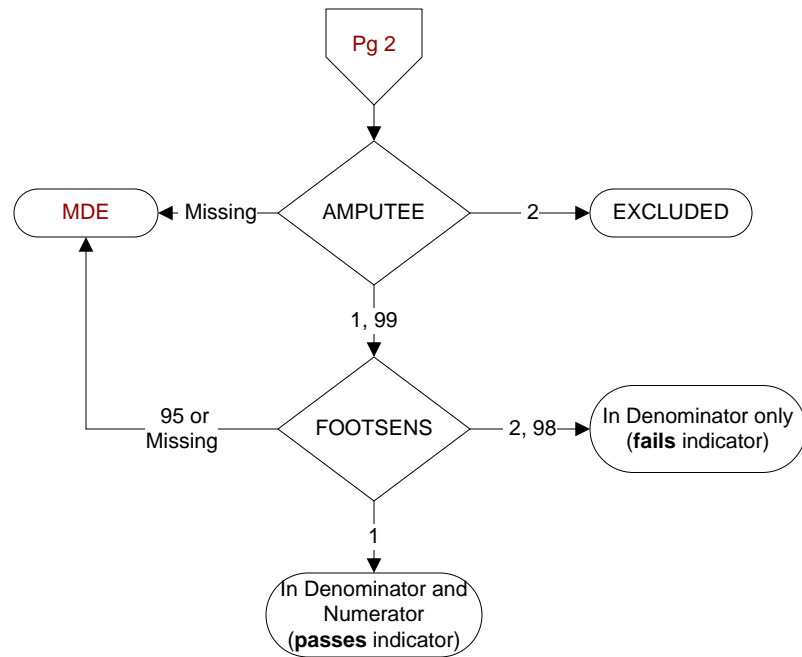 Pg 2
MDE
Missing
AMPUTEE
2
EXCLUDED
1, 99
95 or
Missing
FOOTSENS
2, 98
In Denominator only
(fails indicator)
1
In Denominator and
Numerator
(passes indicator)